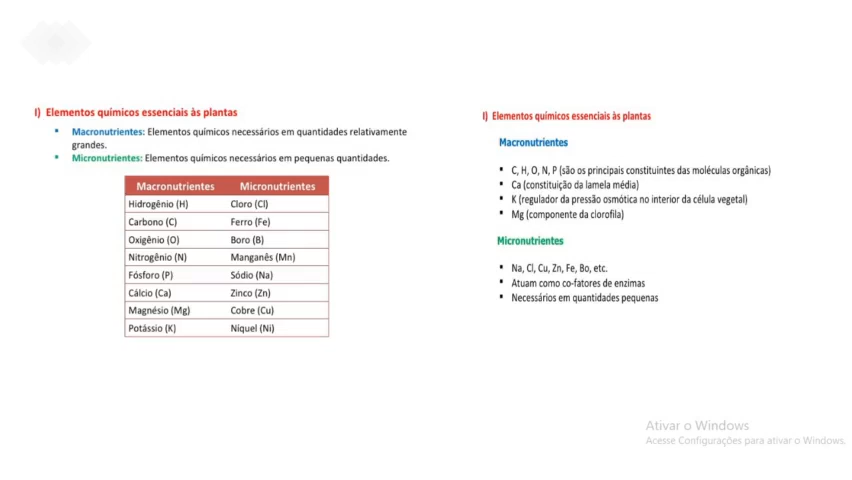 I) Elementos químicos essenciais às plantas
▪ Macronutrientes: Elementos químicos necessários em quantidades relativamente
grandes.
▪ Micronutrientes: Elementos químicos necessários em pequenas quantidades.
Macronutrientes Micronutrientes
Hidrogênio (H) Cloro (Cl)
Carbono (C) Ferro (Fe)
Oxigênio (O) Boro (B)
Nitrogênio (N) Manganês (Mn)
Fósforo (P) Sódio (Na)
Cálcio (Ca) Zinco (Zn)
Magnésio (Mg) Cobre (Cu)
Potássio (K) Níquel (Ni)
I) Elementos químicos essenciais às plantas
Macronutrientes
▪ C, H, O, N, P (são os principais constituintes das moléculas orgânicas)
▪ Ca (constituição da lamela média)
▪ K (regulador da pressão osmótica no interior da célula vegetal)
▪ Mg (componente da clorofila)
Micronutrientes
▪ Na, Cl, Cu, Zn, Fe, Bo, etc.
▪ Atuam como co-fatores de enzimas
▪ Necessários em quantidades pequenas
Ativar o Windows
Acesse Configurações para ativar o Windows.